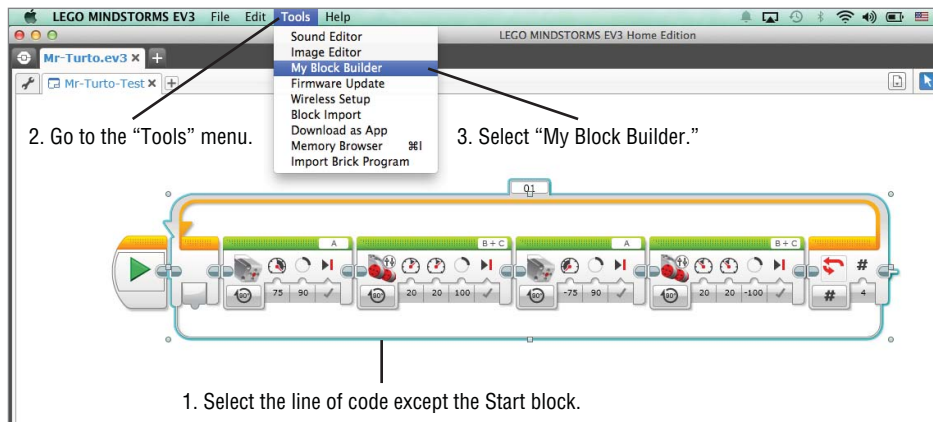 LEGO MINDSTORMS EV3 File Edit Tools Help
LEGO MINDSTORMS EV3 Home Edition
Mr-Turto.ev3 × +
Mr-Turto-Test × +
Sound Editor
Image Editor
My Block Builder
Firmware Update
Wireless Setup
Block Import
Download as App
Memory Browser ⌘I
Import Brick Program
2. Go to the “Tools” menu.
3. Select “My Block Builder.”
01
A B + C A B + C
#
75 90 20 20 100 -75 90 20 20 -100 # 4
1. Select the line of code except the Start block.